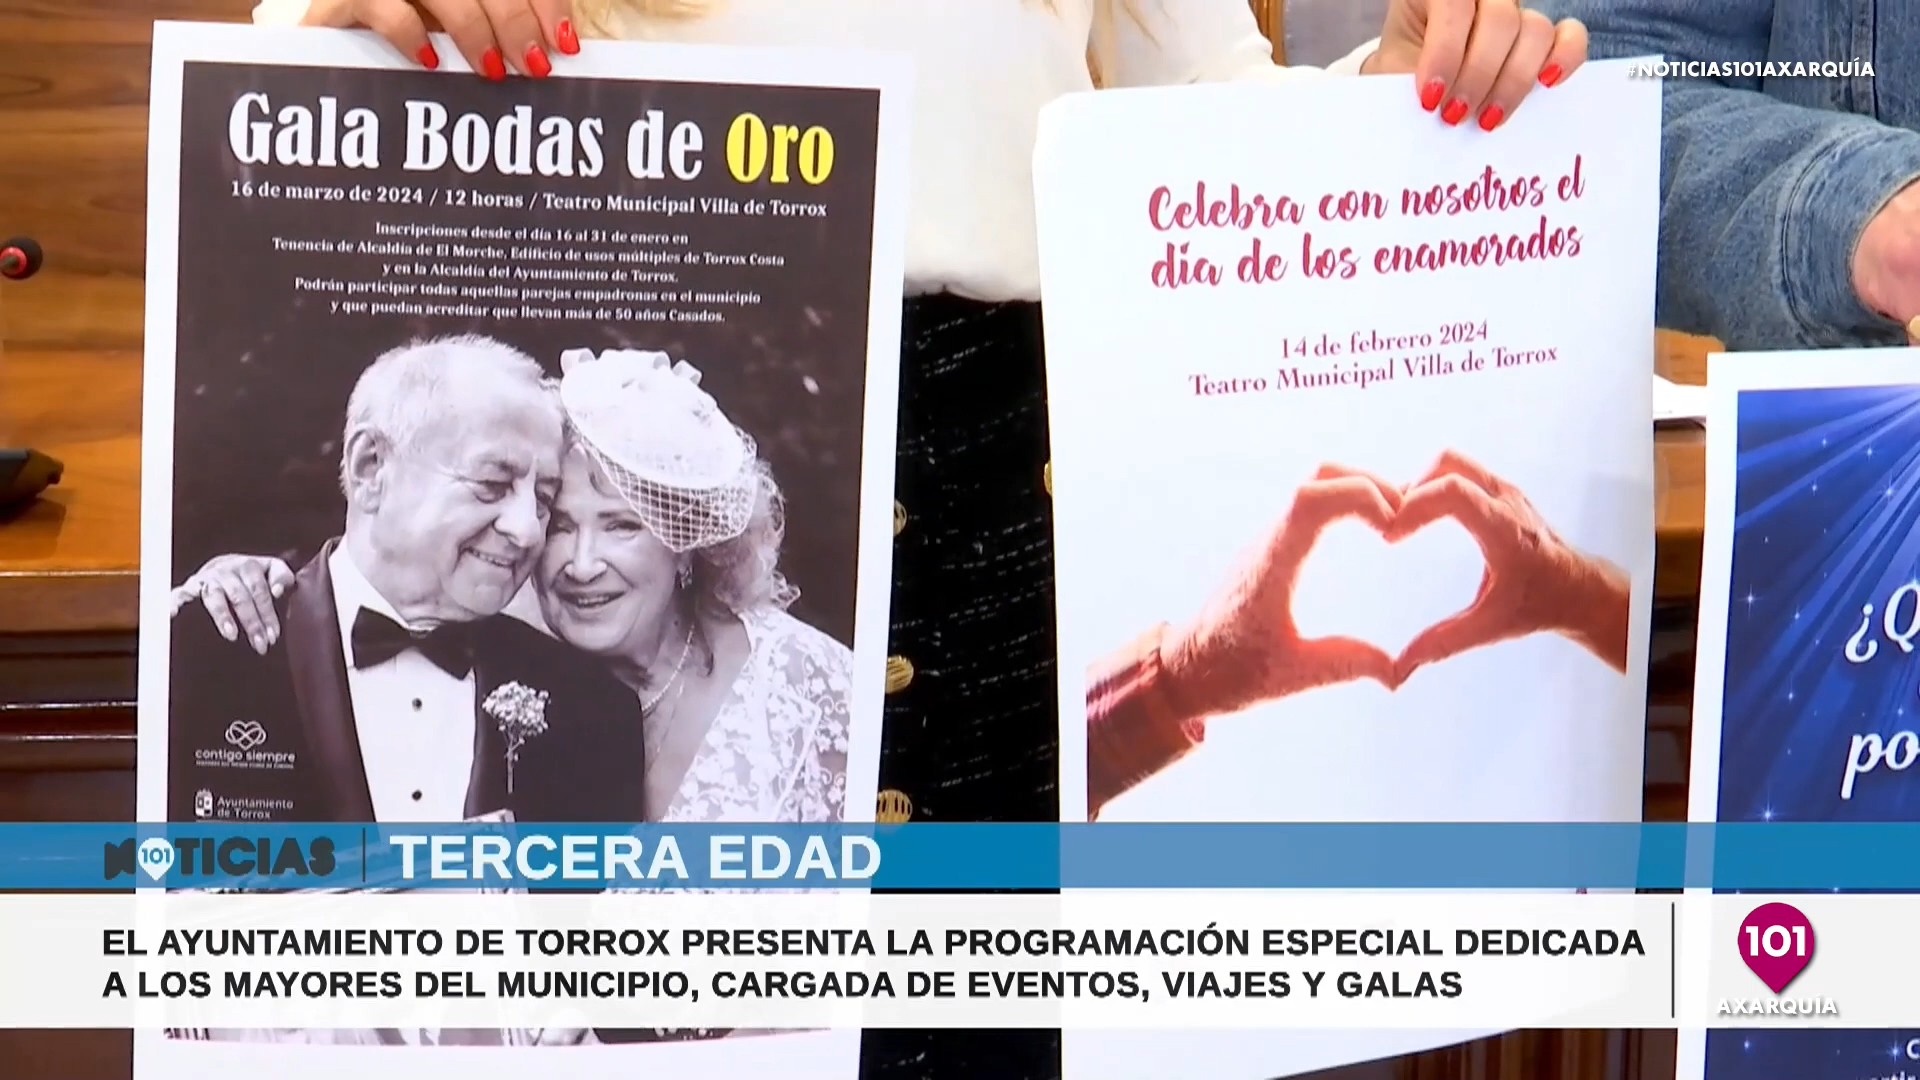 #NOTICIAS101AXARQUÍA
Gala Bodas de Oro
16 de marzo de 2024 / 12 horas / Teatro Municipal Villa de Torrox
Inscripciones desde el día 16 al 31 de enero en
Tenencia de Alcaldía de El Morche, Edificio de usos múltiples de Torrox Costa
y en la Alcaldía del Ayuntamiento de Torrox.
Podrán participar todas aquellas parejas empadronas en el municipio
y que puedan acreditar que llevan más de 50 años Casados.
contigo siempre
Ayuntamiento
de Torrox
Celebra con nosotros el
día de los enamorados
14 de febrero 2024
Teatro Municipal Villa de Torrox
¿Q
po
NOTICIAS 101
TERCERA EDAD
EL AYUNTAMIENTO DE TORROX PRESENTA LA PROGRAMACIÓN ESPECIAL DEDICADA
A LOS MAYORES DEL MUNICIPIO, CARGADA DE EVENTOS, VIAJES Y GALAS
101
AXARQUÍA